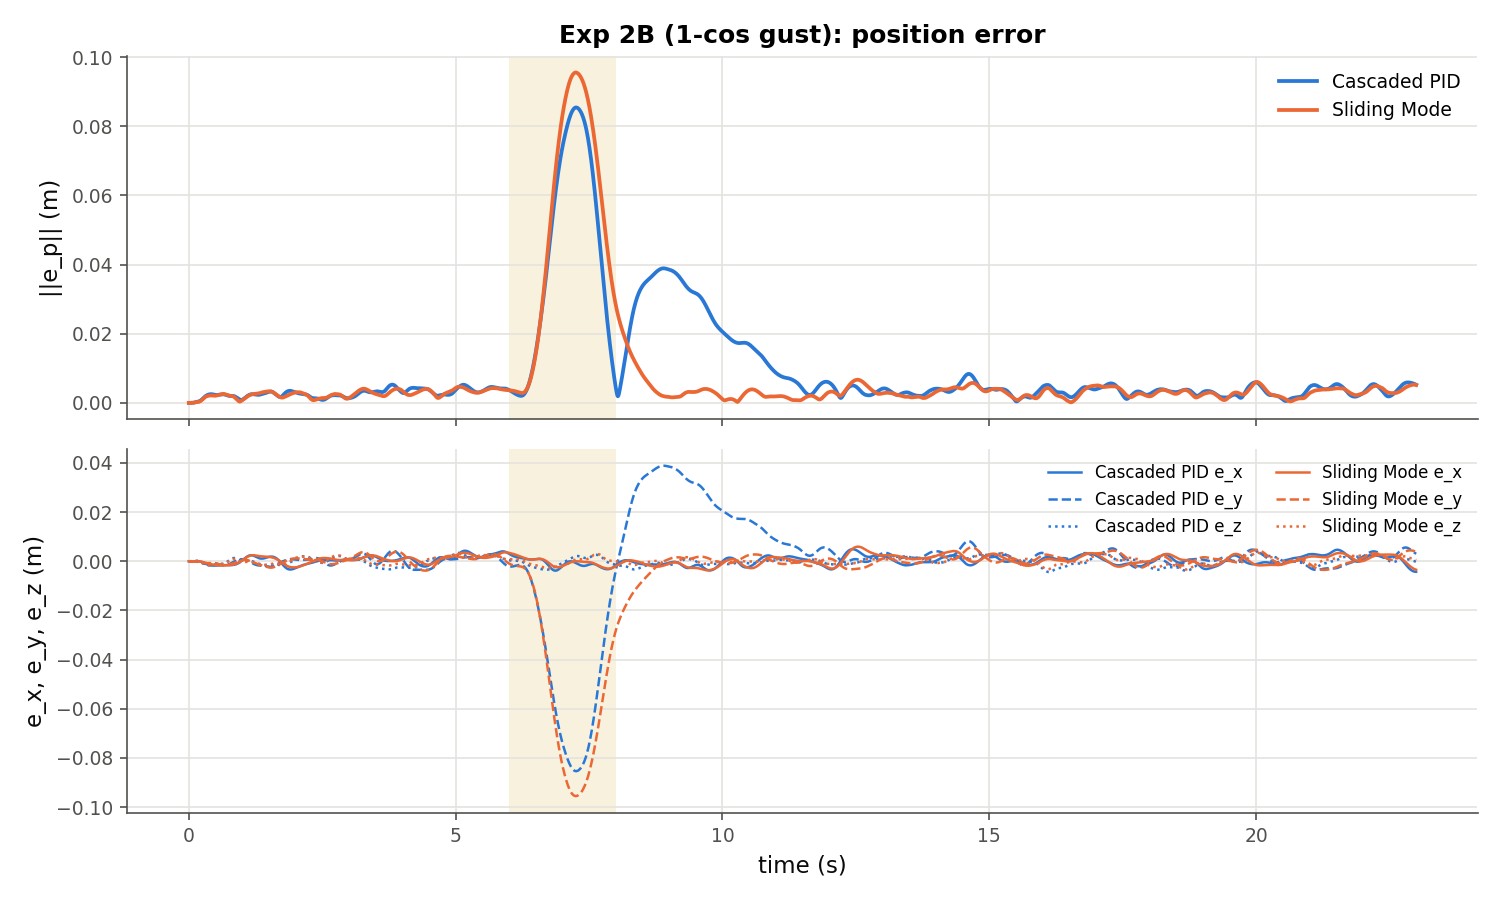 Exp 2B (1-cos gust): position error
||e_p|| (m)
0.10
0.08
0.06
0.04
0.02
0.00
Cascaded PID
Sliding Mode
e_x, e_y, e_z (m)
0.04
0.02
0.00
−0.02
−0.04
−0.06
−0.08
−0.10
Cascaded PID e_x
Cascaded PID e_y
Cascaded PID e_z
Sliding Mode e_x
Sliding Mode e_y
Sliding Mode e_z
0 5 10 15 20
time (s)